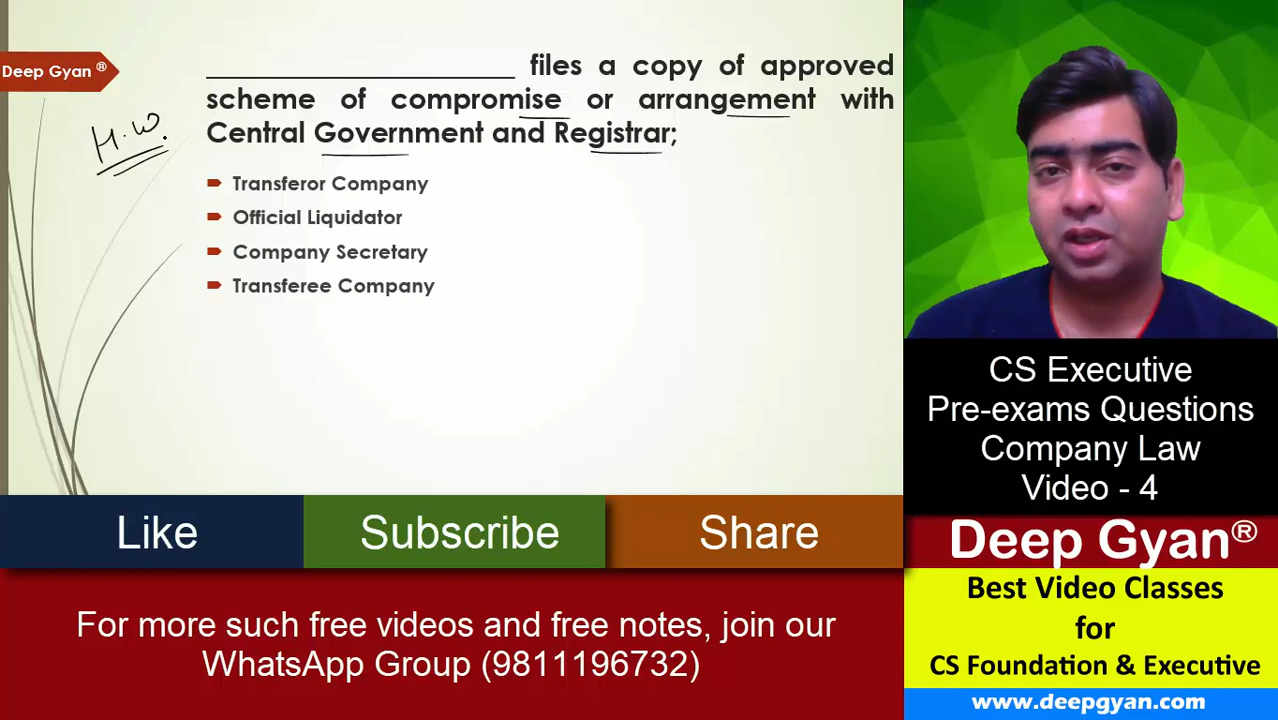 Deep Gyan ®
H.W.
____________________ files a copy of approved
scheme of compromise or arrangement with
Central Government and Registrar;
Transferor Company
Official Liquidator
Company Secretary
Transferee Company
CS Executive
Pre-exams Questions
Company Law
Video - 4
Like
Subscribe
Share
Deep Gyan®
Best Video Classes
for
CS Foundation & Executive
www.deepgyan.com
For more such free videos and free notes, join our
WhatsApp Group (9811196732)